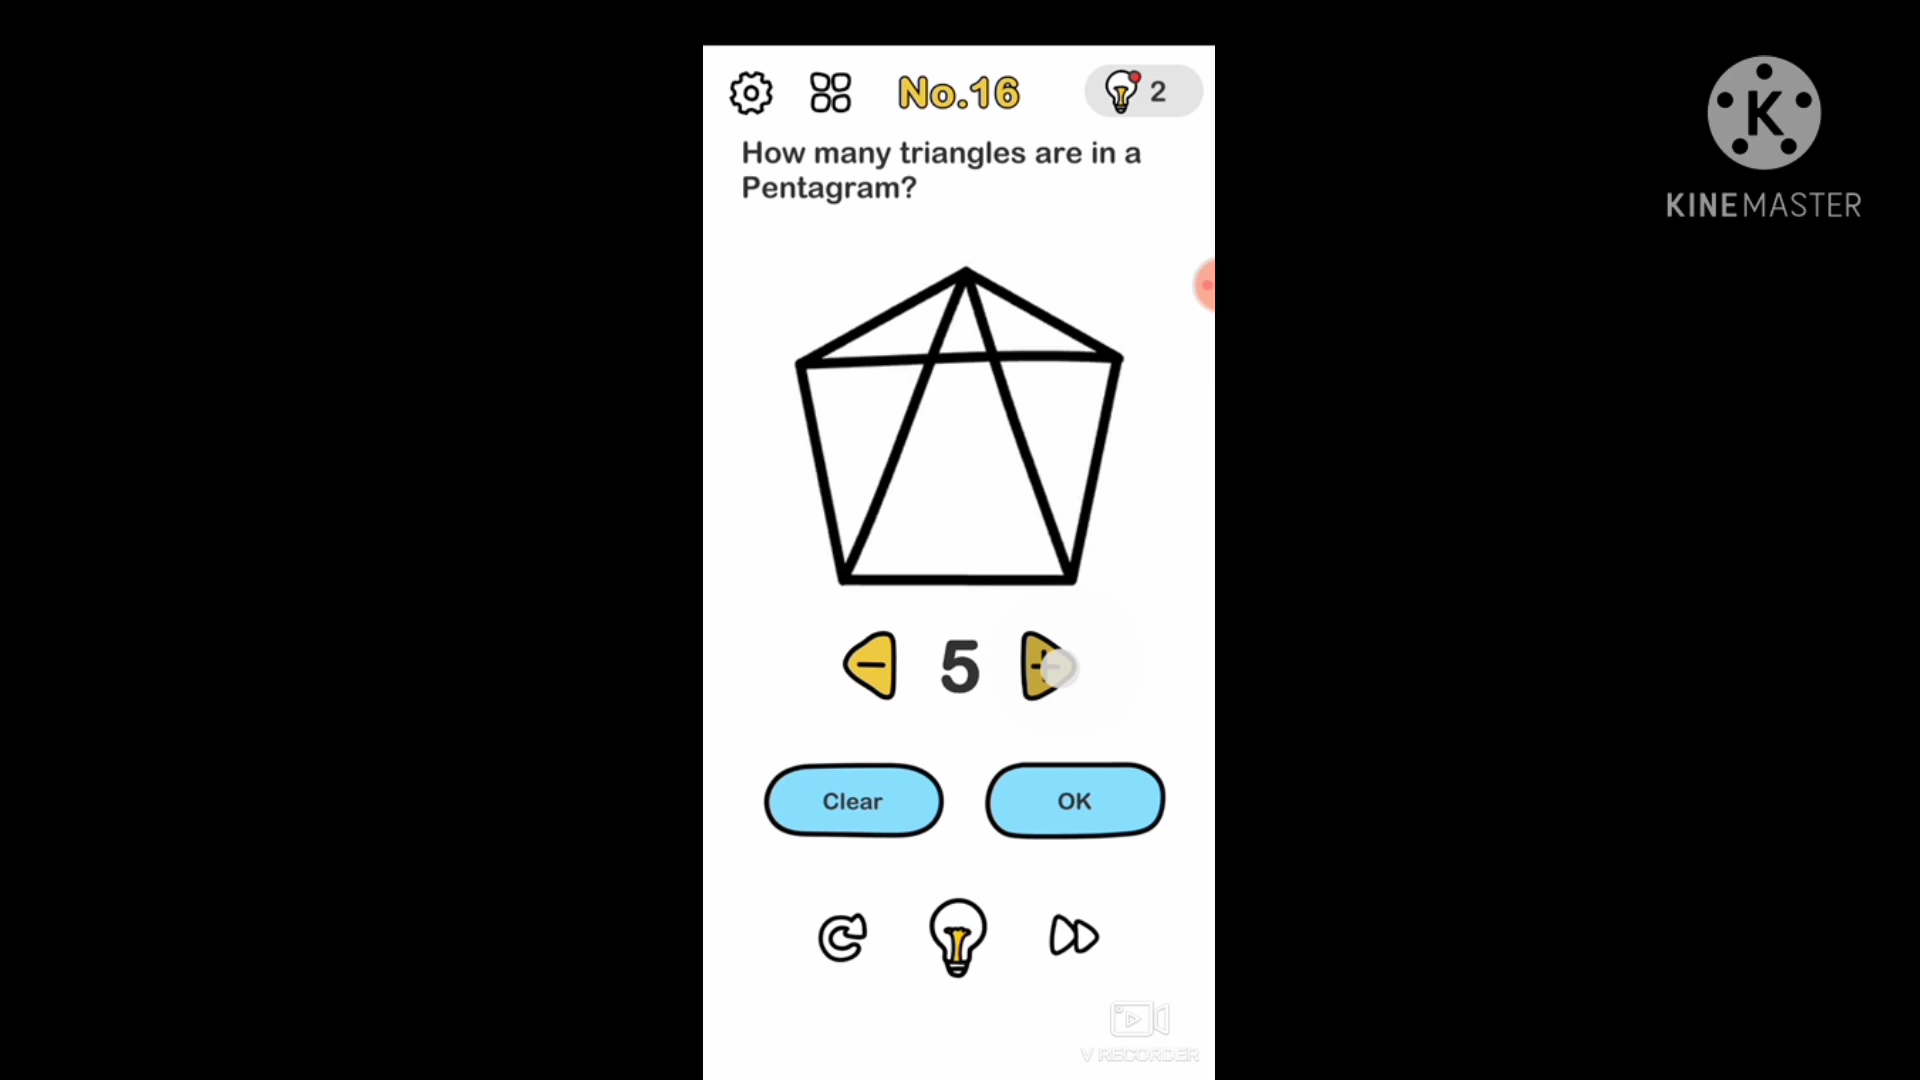 No.16
2
How many triangles are in a
Pentagram?
K
KINEMASTER
5
Clear
OK
V RECORDER